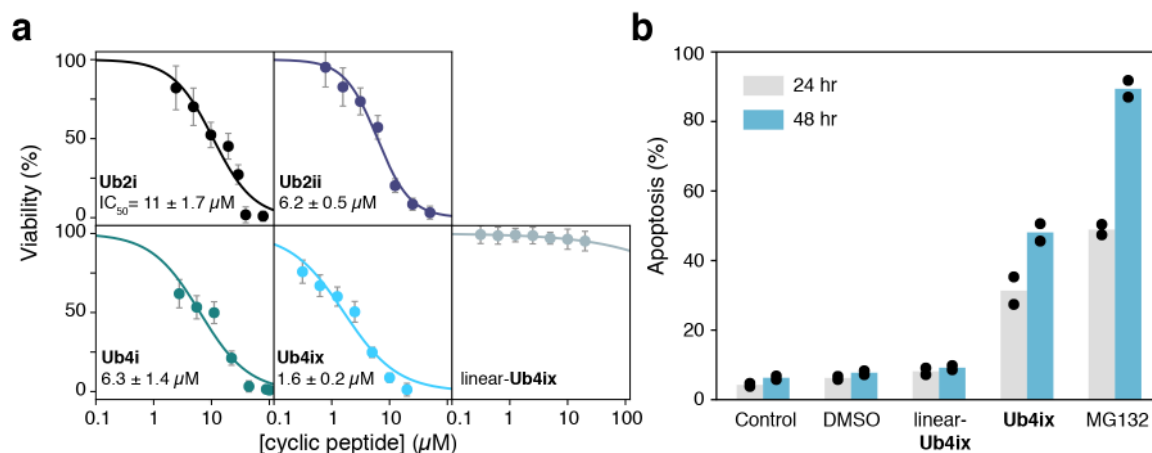 a
b
Viability (%)
100
50
0
100
50
0
Ub2i
IC50= 11 ± 1.7 µM
Ub2ii
6.2 ± 0.5 µM
Ub4i
6.3 ± 1.4 µM
Ub4ix
1.6 ± 0.2 µM
linear-Ub4ix
0.1 1 10 0.1 1 10 0.1 1 10 100
[cyclic peptide] (µM)
Apoptosis (%)
100
80
60
40
20
0
24 hr
48 hr
Control
DMSO
linear-
Ub4ix
Ub4ix
MG132